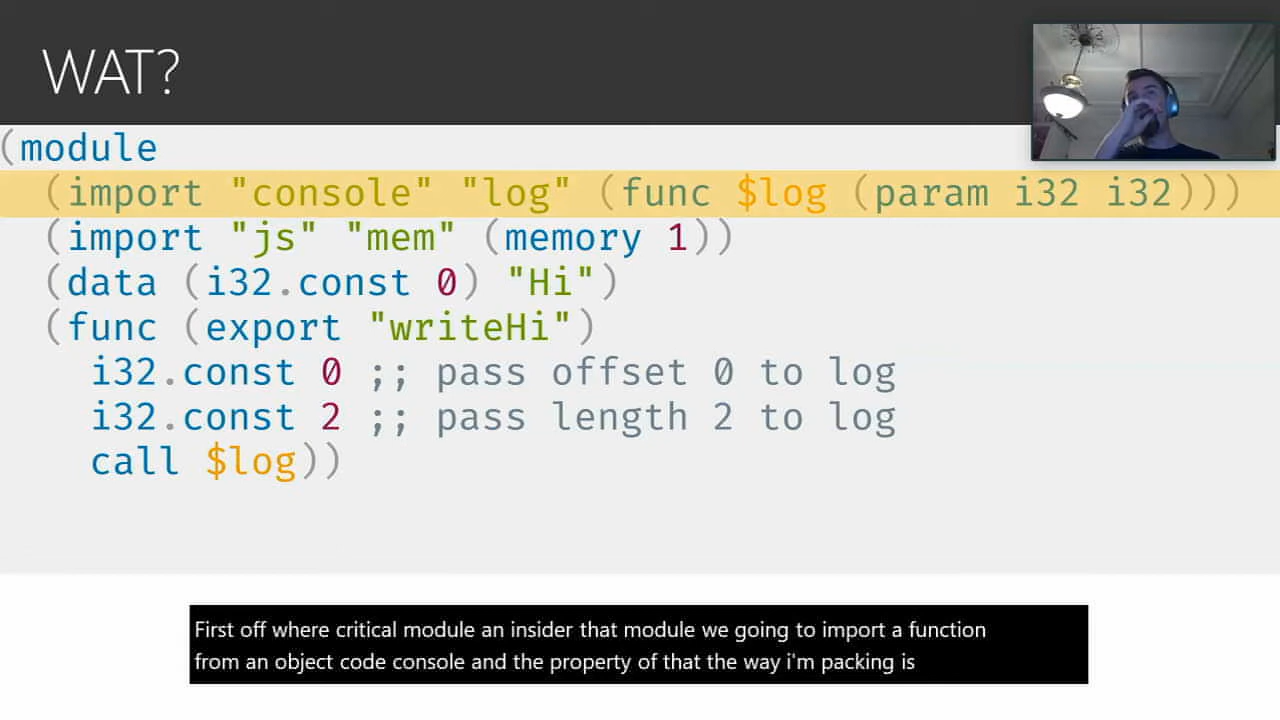 WAT?
(module
(import "console" "log" (func $log (param i32 i32)))
(import "js" "mem" (memory 1))
(data (i32.const 0) "Hi")
(func (export "writeHi")
i32.const 0 ;; pass offset 0 to log
i32.const 2 ;; pass length 2 to log
call $log))
First off where critical module an insider that module we going to import a function
from an object code console and the property of that the way i'm packing is